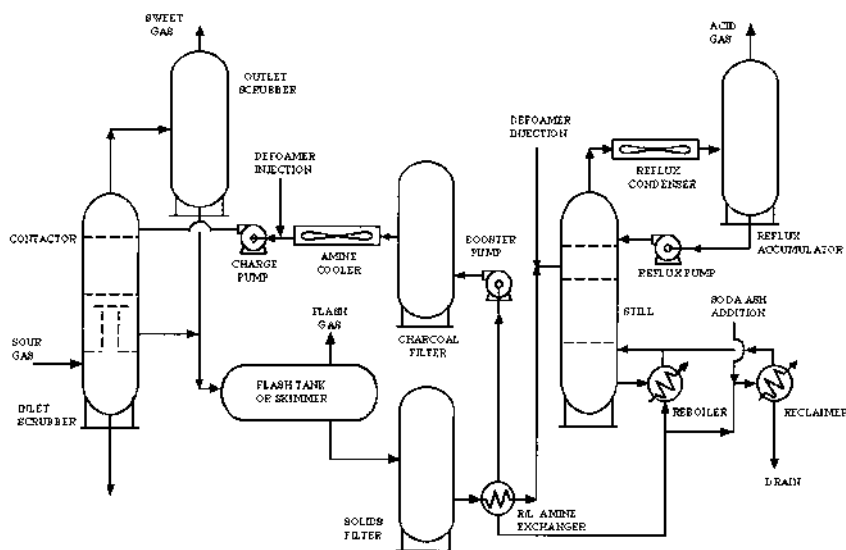 SWEET
GAS
ACID
GAS
OUTLET
SCRUBBER
DEFOAMER
INJECTION
DEFOAMER
INJECTION
REFLUX
CONDENSER
CONTACTOR
BOOSTER
PUMP
CHARGE
PUMP
AMINE
COOLER
REFLUX PUMP
REFLUX
ACCUMULATOR
FLASH
GAS
CHARCOAL
FILTER
STILL
SODA ASH
ADDITION
SOUR
GAS
FLASH TANK
OR SKIMMER
INLET
SCRUBBER
REBOILER
RECLAIMER
SOLIDS
FILTER
R/L AMINE
EXCHANGER
DRAIN